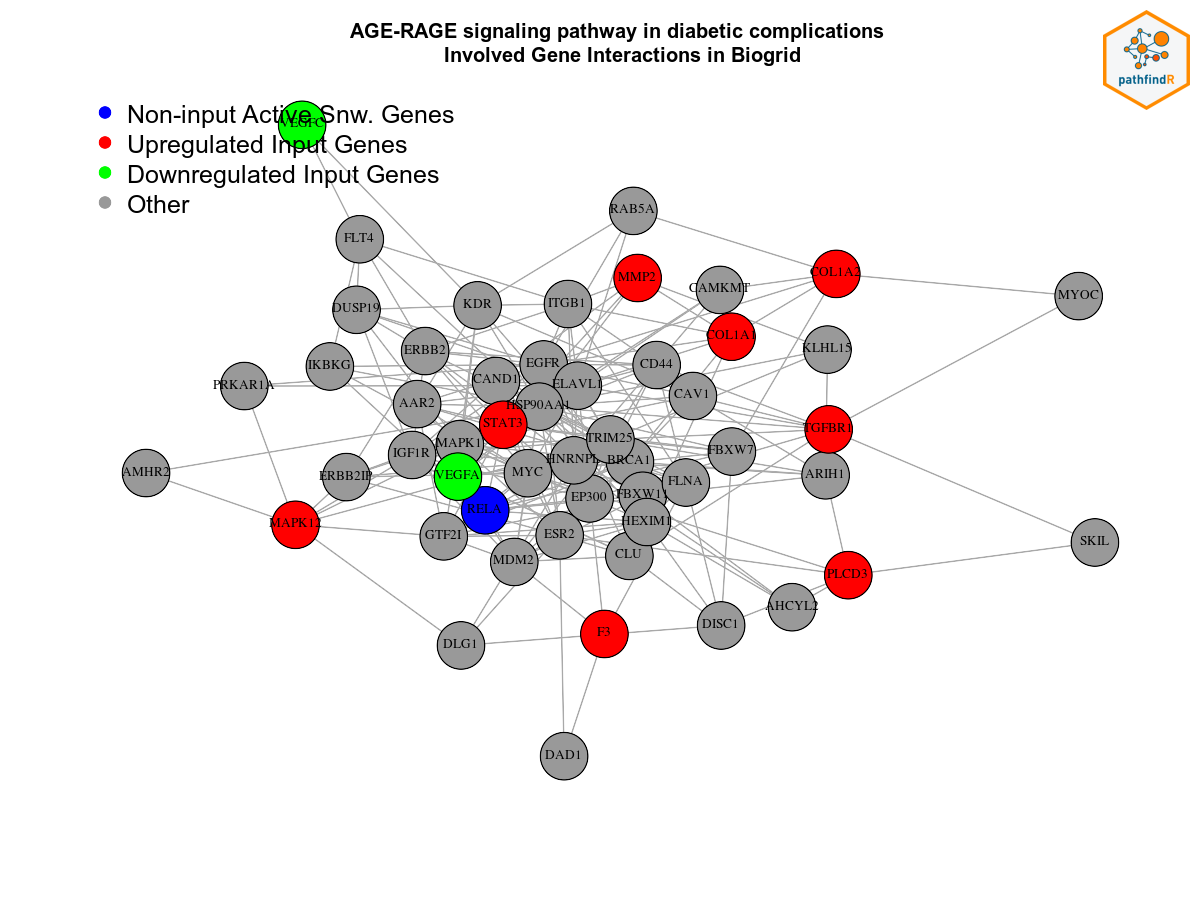 AGE-RAGE signaling pathway in diabetic complications
Involved Gene Interactions in Biogrid
pathfindR
Non-input Active Snw. Genes
Upregulated Input Genes
Downregulated Input Genes
Other
VEGFC
RAB5A
FLT4
MMP2
COL1A2
CAMKMT
MYOC
KDR
ITGB1
DUSP19
COL1A1
KLHL15
ERBB2
IKBKG
EGFR
CD44
PRKAR1A
CAND1
ELAVL1
CAV1
AAR2
HSP90AA1
STAT3
TGFBR1
TRIM25
MAPK1
IGF1R
FBXW7
HNRNPL
BRCA1
AMHR2
ERBB2IP
VEGFA
MYC
FLNA
ARIH1
EP300
FBXW11
RELA
MAPK12
HEXIM1
GTF2I
ESR2
SKIL
CLU
MDM2
PLCD3
AHCYL2
DISC1
F3
DLG1
DAD1